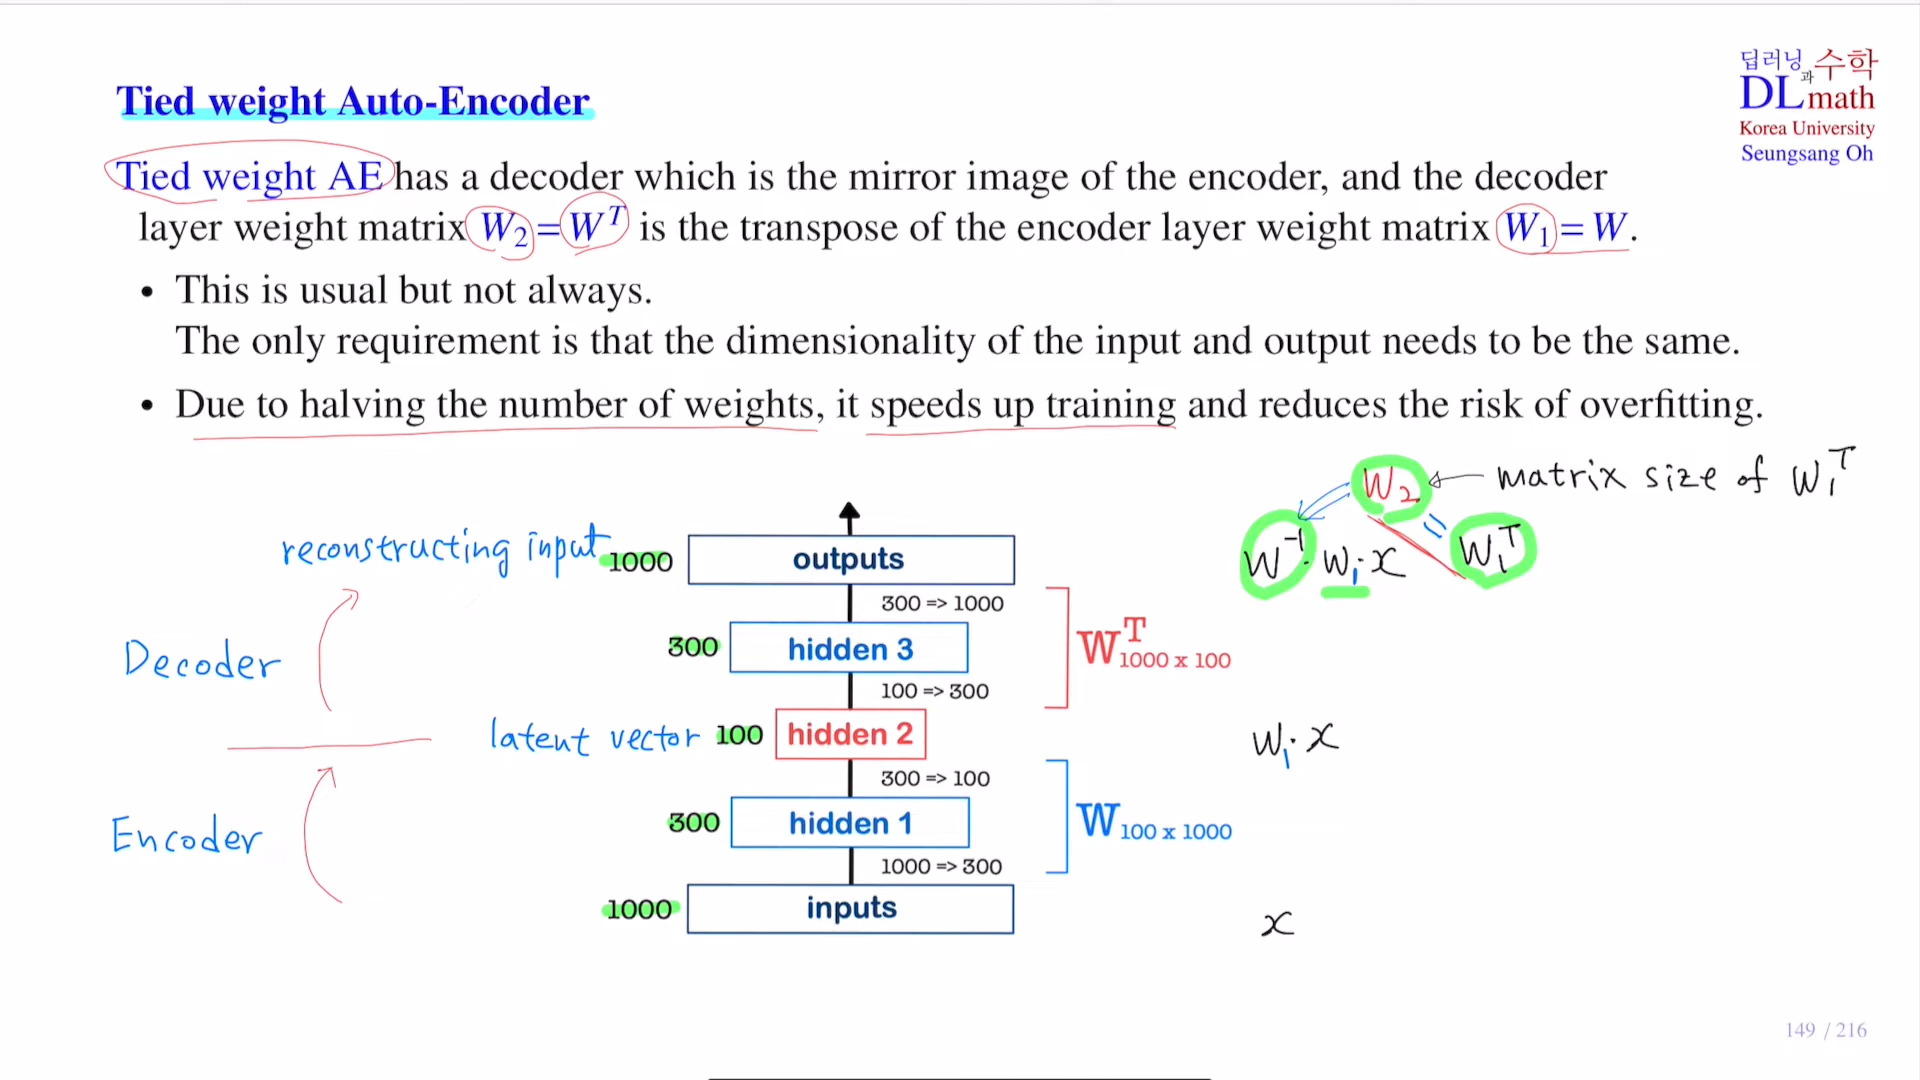 딥러닝과 수학
DL math
Korea University
Seungsang Oh
Tied weight Auto-Encoder
Tied weight AE has a decoder which is the mirror image of the encoder, and the decoder
layer weight matrix W₂ = Wᵀ is the transpose of the encoder layer weight matrix W₁ = W.
• This is usual but not always.
The only requirement is that the dimensionality of the input and output needs to be the same.
• Due to halving the number of weights, it speeds up training and reduces the risk of overfitting.
W₂ ← matrix size of W₁ᵀ
W⁻¹ · W₁ · x = W₁ᵀ
reconstructing input 1000 outputs
300 => 1000
Decoder 300 hidden 3 Wᵀ 1000 x 100
100 => 300
latent vector 100 hidden 2 W₁ · x
300 => 100
Encoder 300 hidden 1 W 100 x 1000
1000 => 300
1000 inputs x
149 / 216